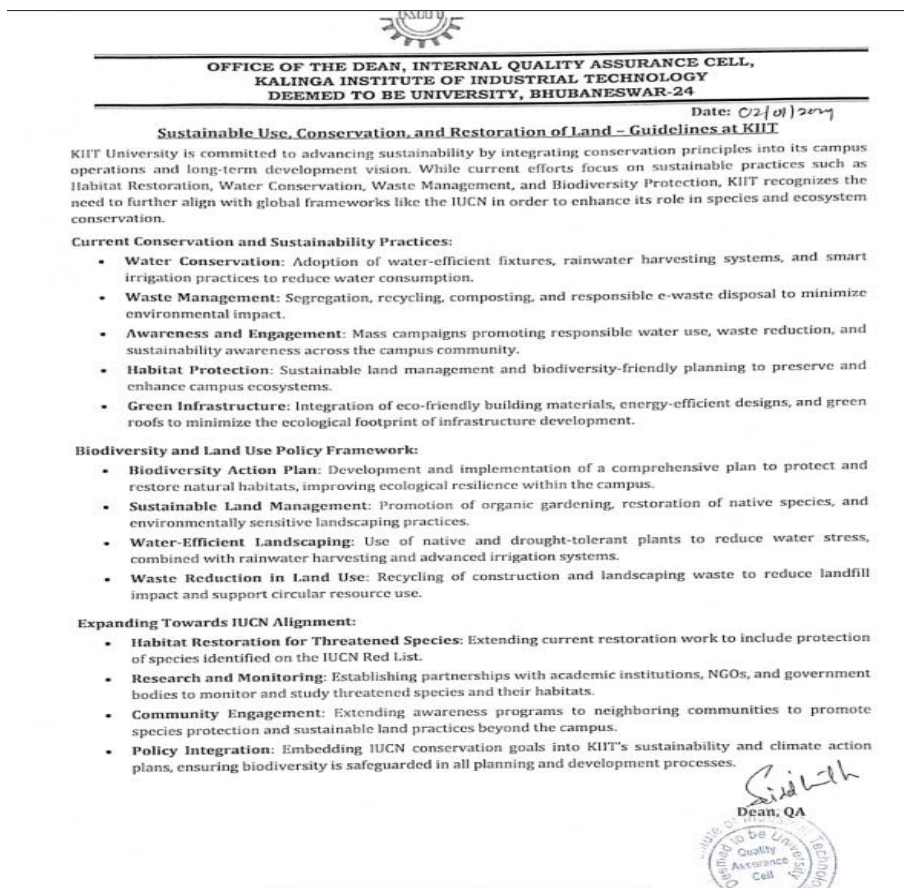 KIIT
OFFICE OF THE DEAN, INTERNAL QUALITY ASSURANCE CELL,
KALINGA INSTITUTE OF INDUSTRIAL TECHNOLOGY
DEEMED TO BE UNIVERSITY, BHUBANESWAR-24
Date: 02/01/
Sustainable Use, Conservation, and Restoration of Land – Guidelines at KIIT
KIIT University is committed to advancing sustainability by integrating conservation principles into its campus
operations and long-term development vision. While current efforts focus on sustainable practices such as
Habitat Restoration, Water Conservation, Waste Management, and Biodiversity Protection, KIIT recognizes the
need to further align with global frameworks like the IUCN in order to enhance its role in species and ecosystem
conservation.
Current Conservation and Sustainability Practices:
• Water Conservation: Adoption of water-efficient fixtures, rainwater harvesting systems, and smart
irrigation practices to reduce water consumption.
• Waste Management: Segregation, recycling, composting, and responsible e-waste disposal to minimize
environmental impact.
• Awareness and Engagement: Mass campaigns promoting responsible water use, waste reduction, and
sustainability awareness across the campus community.
• Habitat Protection: Sustainable land management and biodiversity-friendly planning to preserve and
enhance campus ecosystems.
• Green Infrastructure: Integration of eco-friendly building materials, energy-efficient designs, and green
roofs to minimize the ecological footprint of infrastructure development.
Biodiversity and Land Use Policy Framework:
• Biodiversity Action Plan: Development and implementation of a comprehensive plan to protect and
restore natural habitats, improving ecological resilience within the campus.
• Sustainable Land Management: Promotion of organic gardening, restoration of native species, and
environmentally sensitive landscaping practices.
• Water-Efficient Landscaping: Use of native and drought-tolerant plants to reduce water stress,
combined with rainwater harvesting and advanced irrigation systems.
• Waste Reduction in Land Use: Recycling of construction and landscaping waste to reduce landfill
impact and support circular resource use.
Expanding Towards IUCN Alignment:
• Habitat Restoration for Threatened Species: Extending current restoration work to include protection
of species identified on the IUCN Red List.
• Research and Monitoring: Establishing partnerships with academic institutions, NGOs, and government
bodies to monitor and study threatened species and their habitats.
• Community Engagement: Extending awareness programs to neighboring communities to promote
species protection and sustainable land practices beyond the campus.
• Policy Integration: Embedding IUCN conservation goals into KIIT's sustainability and climate action
plans, ensuring biodiversity is safeguarded in all planning and development processes.
Dean, QA
Deemed to be University
Quality
Assurance
Cell